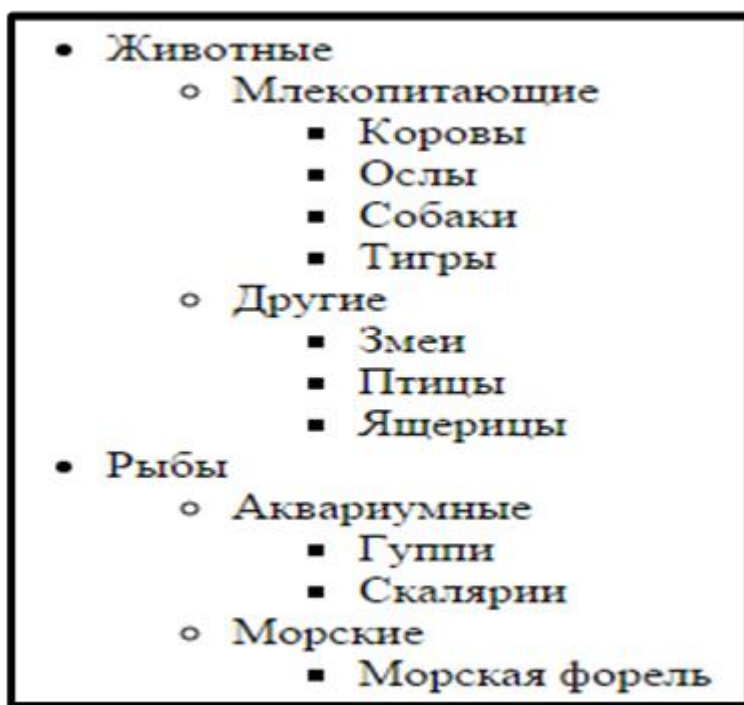 Животные
Млекопитающие
Коровы
Ослы
Собаки
Тигры
Другие
Змеи
Птицы
Ящерицы
Рыбы
Аквариумные
Гуппи
Скалярии
Морские
Морская форель